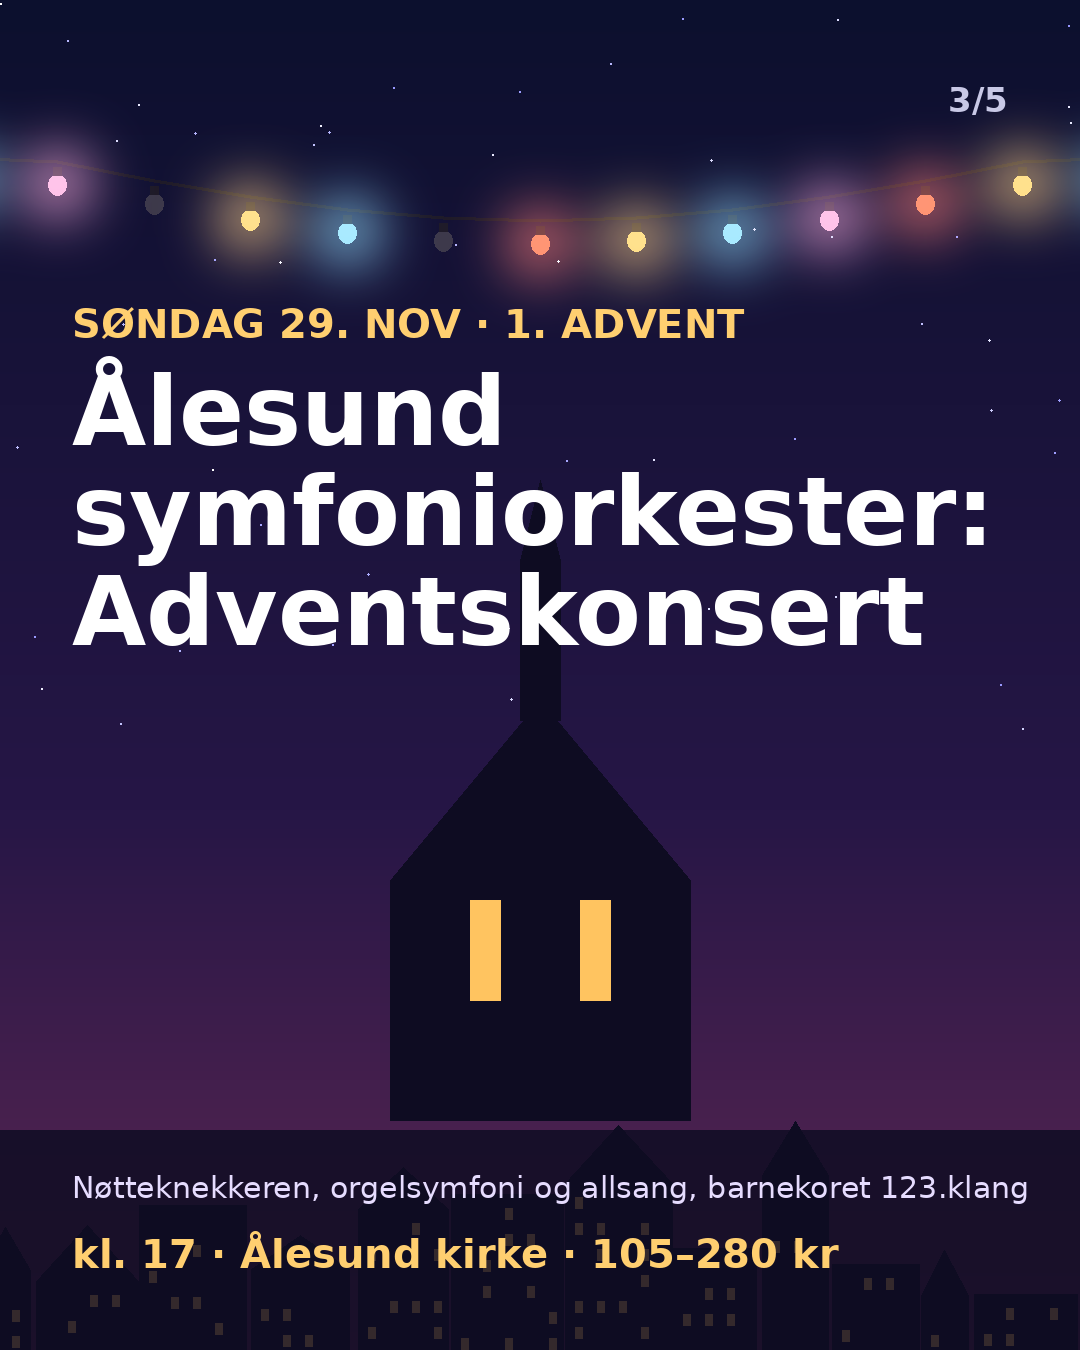 3/5
SØNDAG 29. NOV · 1. ADVENT
Ålesund
symfoniorkester:
Adventskonsert
Nøtteknekkeren, orgelsymfoni og allsang, barnekoret 123.klang
kl. 17 · Ålesund kirke · 105–280 kr